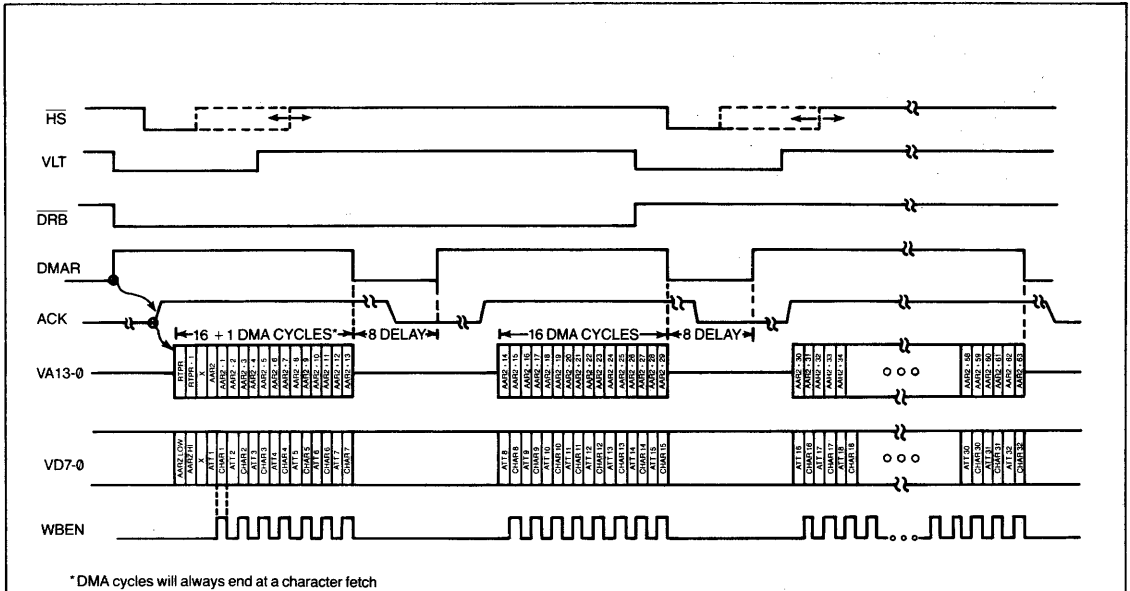 HS
VLT
DRB
DMAR
ACK
16 + 1 DMA CYCLES*
8 DELAY
16 DMA CYCLES
8 DELAY
VA13-0
RTPR
RTPR + 1
X
AAR2
AAR2 + 1
AAR2 + 2
AAR2 + 3
AAR2 + 4
AAR2 + 5
AAR2 + 6
AAR2 + 7
AAR2 + 8
AAR2 + 9
AAR2 + 10
AAR2 + 11
AAR2 + 12
AAR2 + 13
AAR2 + 14
AAR2 + 15
AAR2 + 16
AAR2 + 17
AAR2 + 18
AAR2 + 19
AAR2 + 20
AAR2 + 21
AAR2 + 22
AAR2 + 23
AAR2 + 24
AAR2 + 25
AAR2 + 26
AAR2 + 27
AAR2 + 28
AAR2 + 29
AAR2 + 30
AAR2 + 31
AAR2 + 32
AAR2 + 33
AAR2 + 34
AAR2 + 58
AAR2 + 59
AAR2 + 60
AAR2 + 61
AAR2 + 62
AAR2 + 63
VD7-0
AAR2 LOW
AAR2 HI
X
ATT 1
CHAR 1
ATT 2
CHAR 2
ATT 3
CHAR 3
ATT 4
CHAR 4
ATT 5
CHAR 5
ATT 6
CHAR 6
ATT 7
CHAR 7
ATT 8
CHAR 8
ATT 9
CHAR 9
ATT 10
CHAR 10
ATT 11
CHAR 11
ATT 12
CHAR 12
ATT 13
CHAR 13
ATT 14
CHAR 14
ATT 15
CHAR 15
ATT 16
CHAR 16
ATT 17
CHAR 17
ATT 18
CHAR 18
ATT 30
CHAR 30
ATT 31
CHAR 31
ATT 32
CHAR 32
WBEN
* DMA cycles will always end at a character fetch